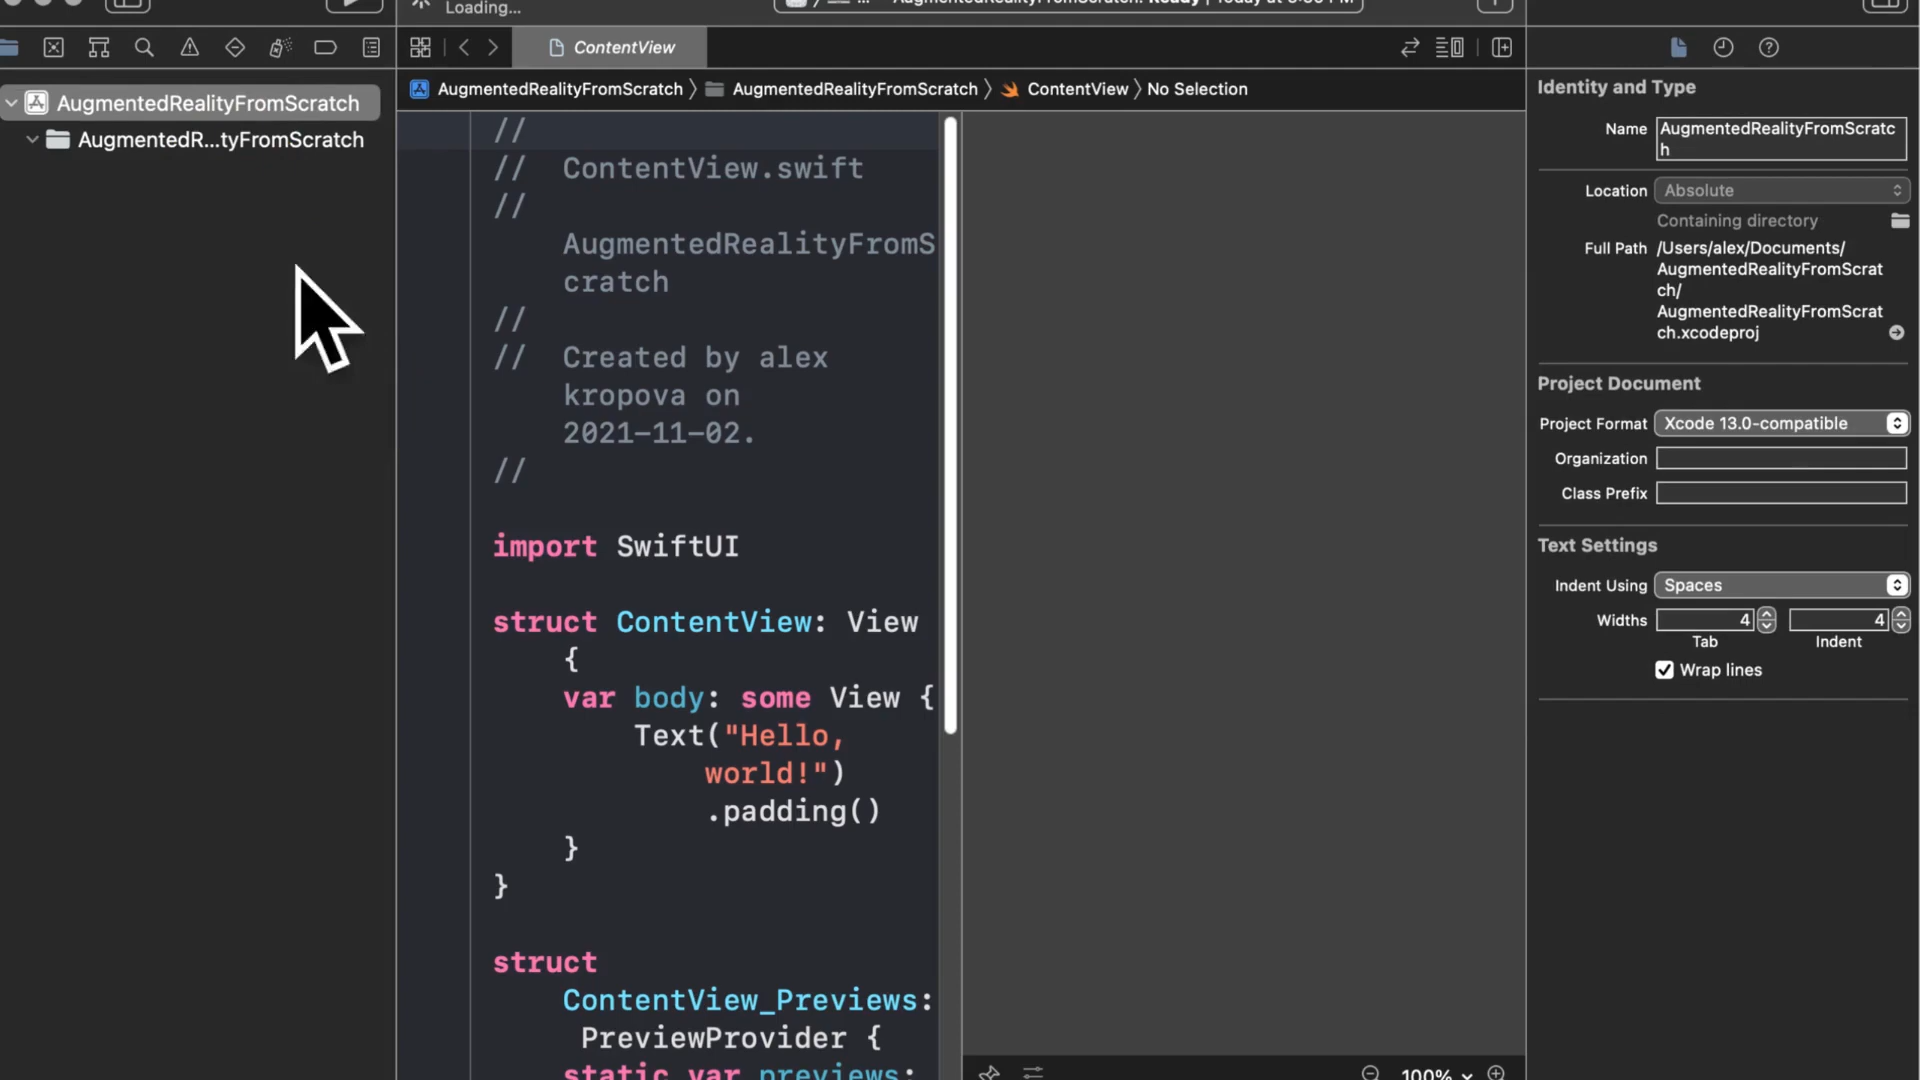 Loading...
ContentView
AugmentedRealityFromScratch
AugmentedR...tyFromScratch
AugmentedRealityFromScratch 〉 AugmentedRealityFromScratch 〉 ContentView 〉 No Selection
//
//  ContentView.swift
//
AugmentedRealityFromS
cratch
//
//  Created by alex
kropova on
2021-11-02.
//
import SwiftUI
struct ContentView: View
{
var body: some View {
Text("Hello,
world!")
.padding()
}
}
struct
ContentView_Previews:
PreviewProvider {
static var previews:
100%
Identity and Type
Name AugmentedRealityFromScratc
h
Location Absolute
Containing directory
Full Path /Users/alex/Documents/
AugmentedRealityFromScrat
ch/
AugmentedRealityFromScrat
ch.xcodeproj
Project Document
Project Format Xcode 13.0-compatible
Organization
Class Prefix
Text Settings
Indent Using Spaces
Widths 4 4
Tab Indent
Wrap lines